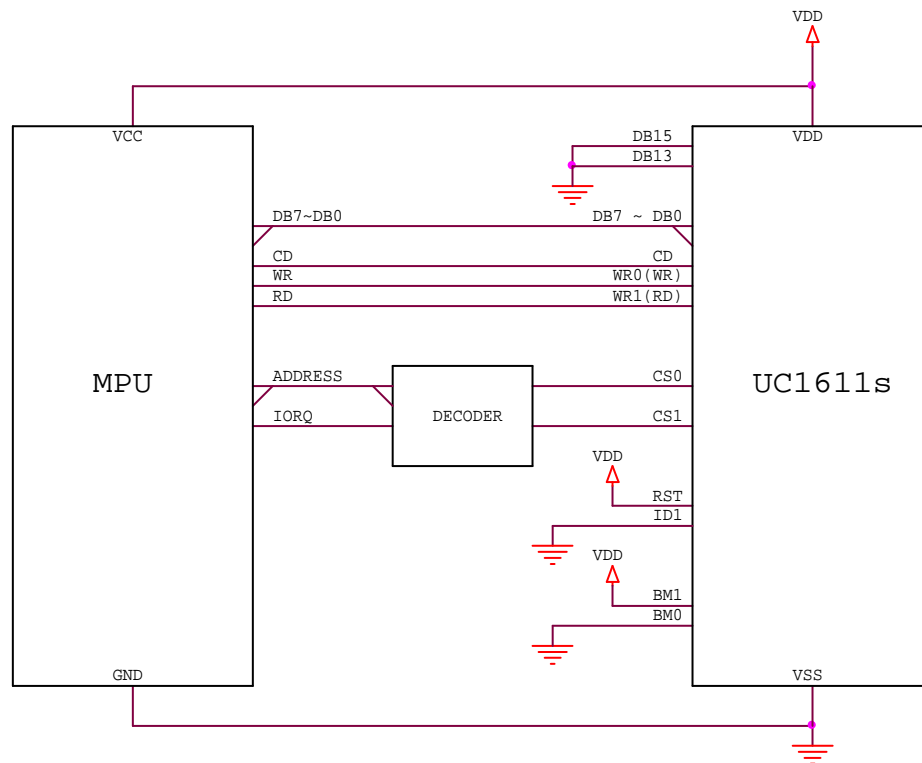 VDD
VCC
VDD
DB15
DB13
DB7~DB0
DB7 ~ DB0
CD
CD
WR
WR0(WR)
RD
WR1(RD)
MPU
ADDRESS
CS0
UC1611s
DECODER
IORQ
CS1
VDD
RST
ID1
VDD
BM1
BM0
GND
VSS